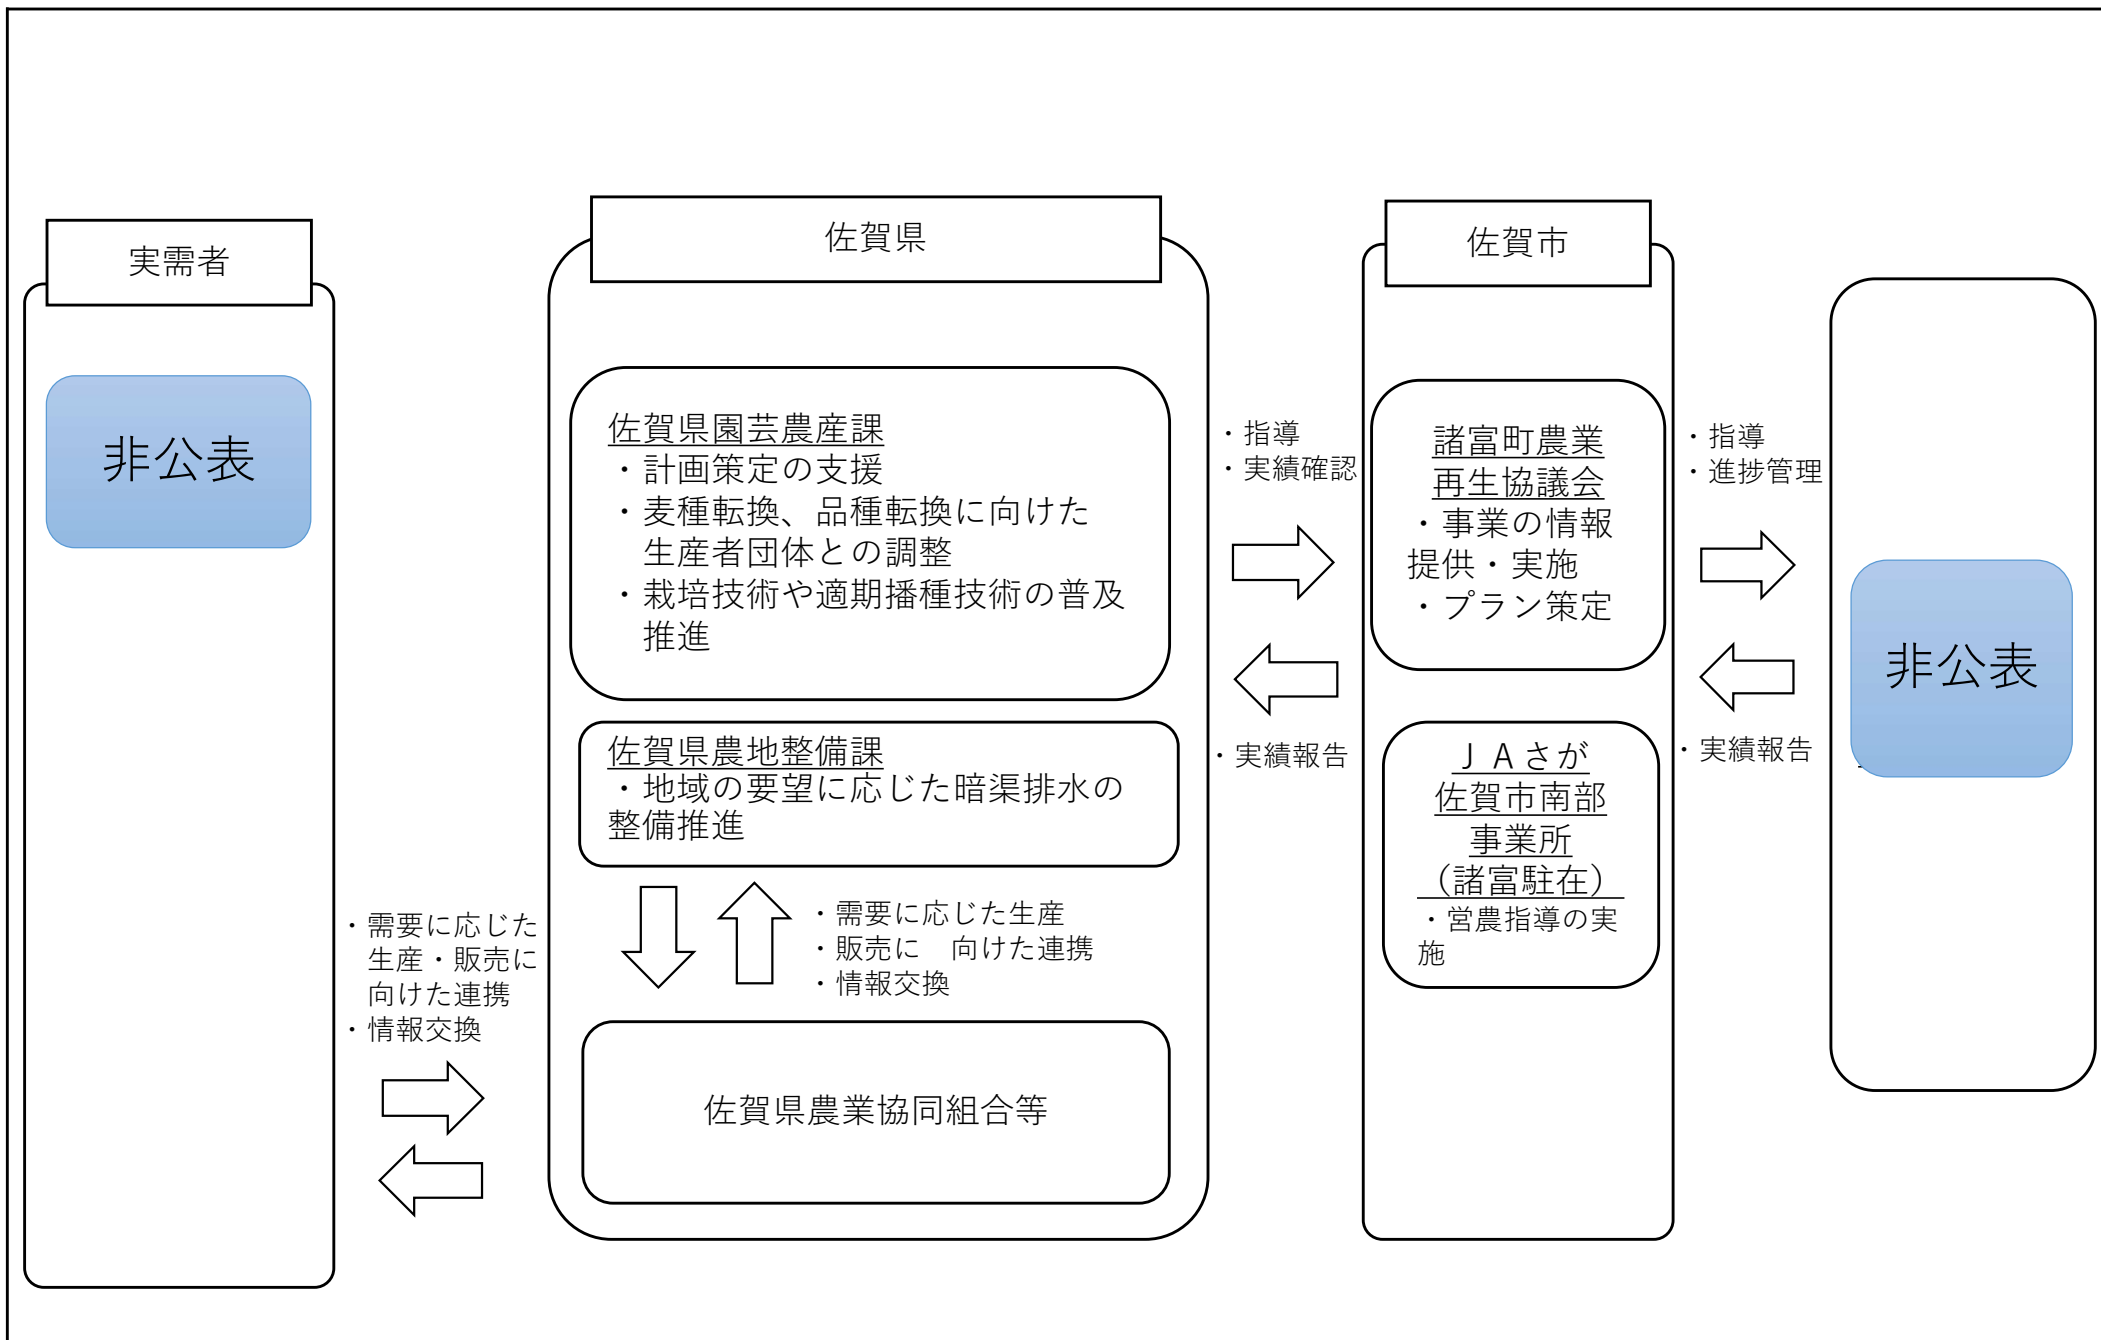 実需者
非公表
・需要に応じた
生産・販売に
向けた連携
・情報交換
佐賀県
佐賀県園芸農産課
・計画策定の支援
・麦種転換、品種転換に向けた
生産者団体との調整
・栽培技術や適期播種技術の普及
推進
佐賀県農地整備課
・地域の要望に応じた暗渠排水の
整備推進
・需要に応じた生産
・販売に　向けた連携
・情報交換
佐賀県農業協同組合等
・指導
・実績確認
・実績報告
佐賀市
諸富町農業
再生協議会
・事業の情報
提供・実施
・プラン策定
ＪＡさが
佐賀市南部
事業所
（諸富駐在）
・営農指導の実
施
・指導
・進捗管理
・実績報告
非公表